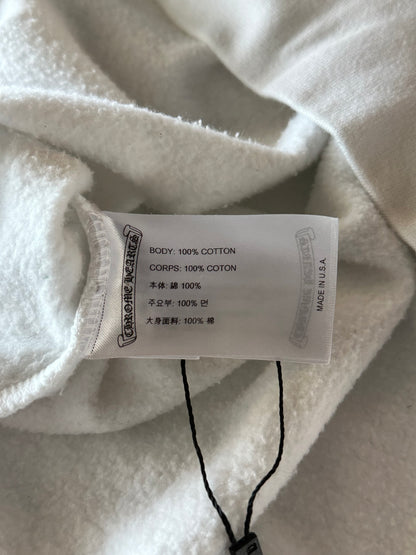 CHROME HEARTS
BODY: 100% COTTON
CORPS: 100% COTON
本体: 綿 100%
주요부: 100% 면
大身面料: 100% 棉
MADE IN U.S.A.